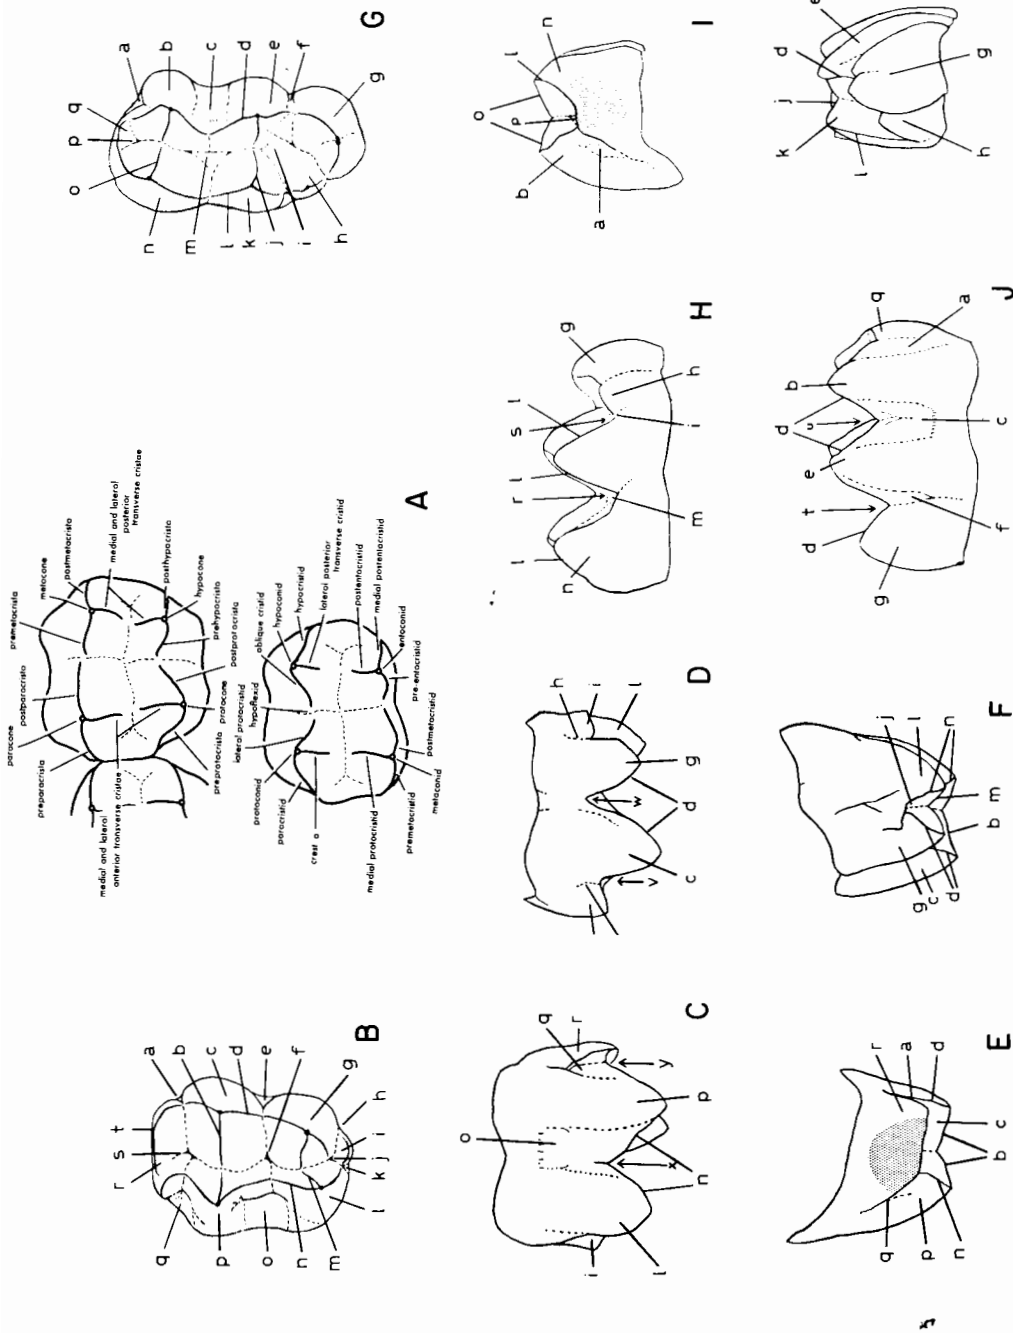 paracone
preparacrista
postparacrista
premetacrista
metacone
postmetacrista
medial and lateral
posterior
transverse cristae
posthypocrista
hypocone
prehypocrista
postprotocrista
protocone
preprotocrista
medial and lateral
anterior transverse cristae
protoconid
paracristid
crest a
lateral protocristid
hypoflexid
oblique cristid
hypoconid
hypocristid
lateral posterior
transverse cristid
postentocristid
medial postentocristid
entoconid
pre-entocristid
postmetacristid
metaconid
premetacristid
medial protocristid
A
r
s
t
a
b
c
d
e
f
g
h
i
j
k
l
m
n
o
p
q
B
o
q
r
i
l
n
x
p
y
C
h
i
l
g
d
w
c
v
D
r
a
d
c
b
n
p
q
E
j
l
n
m
b
d
c
g
F
o
p
q
a
b
c
d
e
f
g
n
m
l
k
j
i
h
G
l
n
r
l
s
l
g
h
i
m
H
o
l
n
p
b
a
I
g
d
t
e
d
u
b
q
a
c
f
J
k
j
d
e
g
h
l